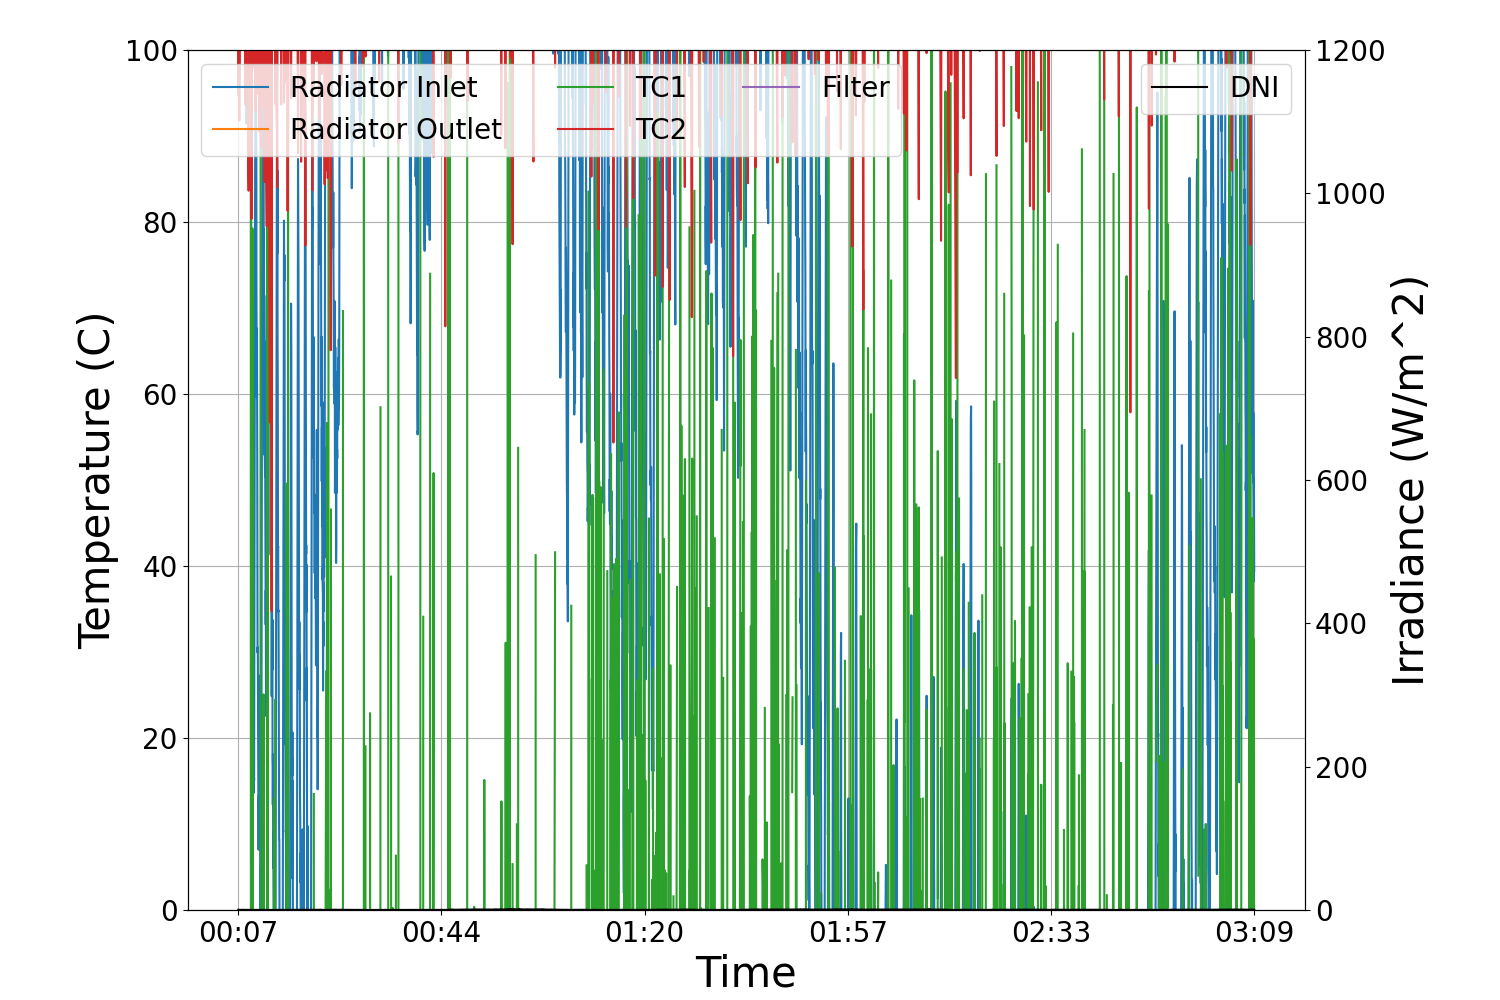 100
80
60
40
20
0
Temperature (C)
Radiator Inlet
Radiator Outlet
TC1
TC2
Filter
DNI
1200
1000
800
600
400
200
0
Irradiance (W/m^2)
00:07 00:44 01:20 01:57 02:33 03:09
Time